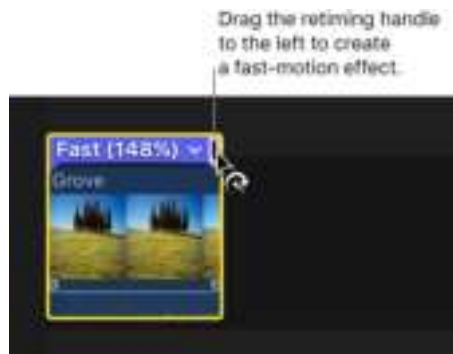 Drag the retiming handle
to the left to create
a fast-motion effect.
Fast (148%)
Grove